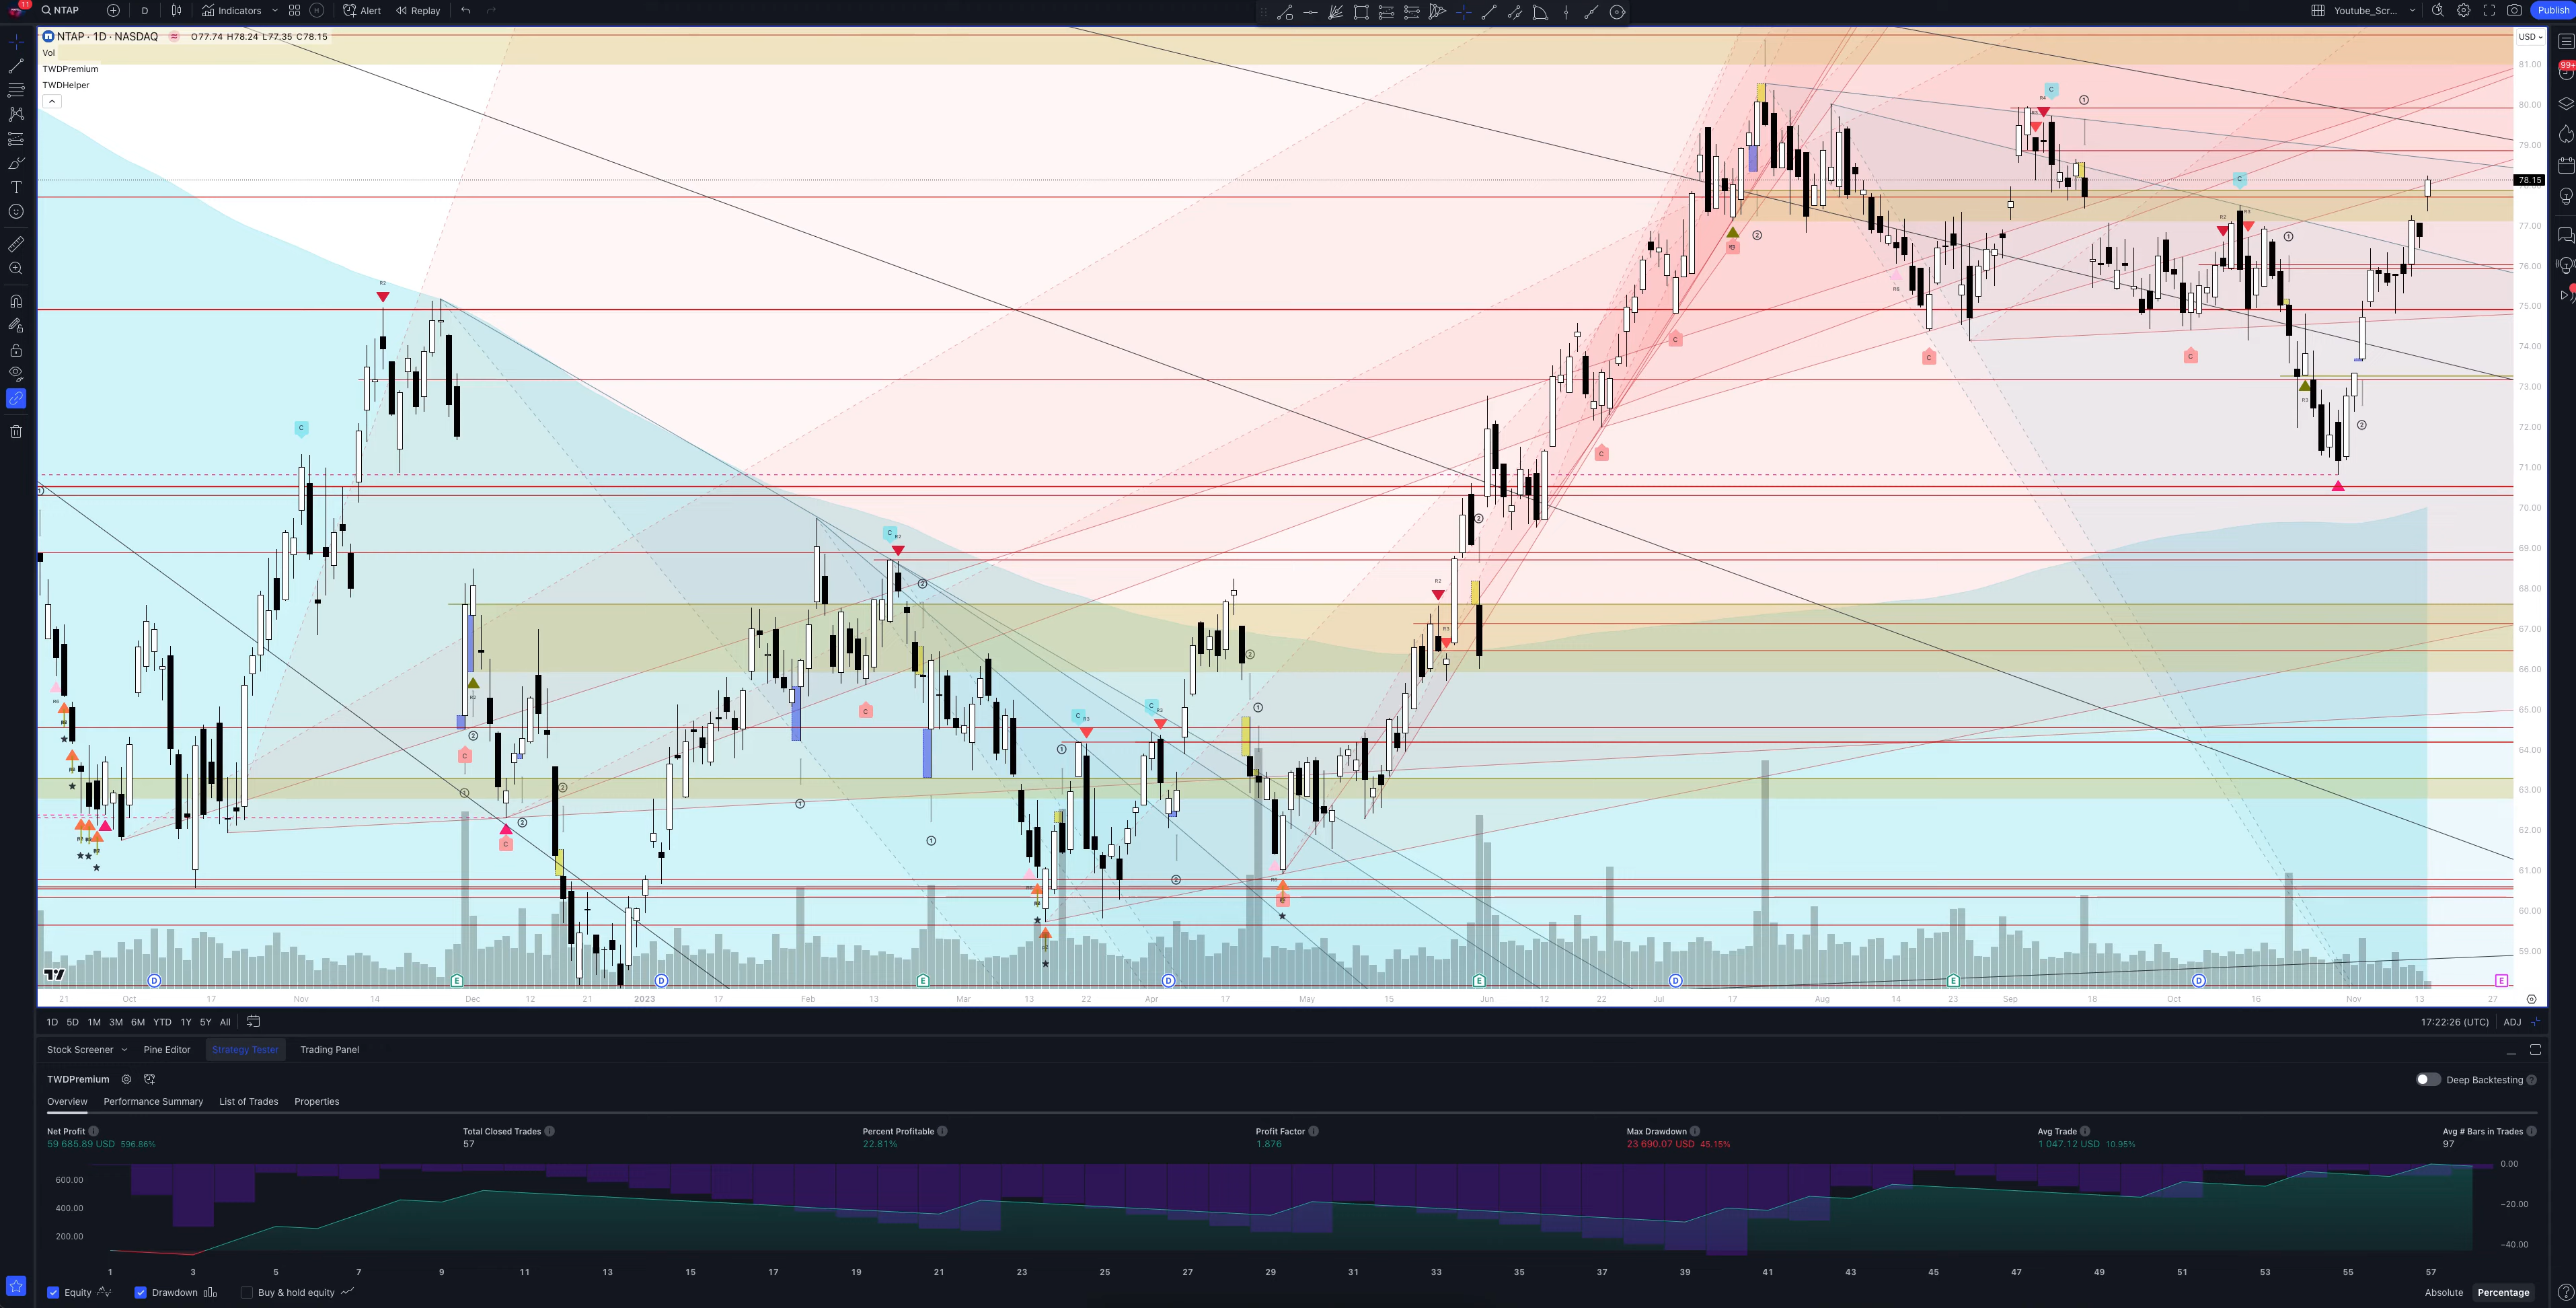 11
NTAP
D
Indicators
Alert
Replay
Youtube_Scr...
Publish
NTAP · 1D · NASDAQ
O77.74 H78.24 L77.35 C78.15
USD
Vol
TWDPremium
TWDHelper
99+
81.00
80.00
79.00
78.15
77.00
76.00
75.00
74.00
73.00
72.00
71.00
70.00
69.00
68.00
67.00
66.00
65.00
64.00
63.00
62.00
61.00
60.00
59.00
21 Oct 17 Nov 14 Dec 12 21 2023 17 Feb 13 Mar 13 22 Apr 17 May 15 Jun 12 22 Jul 17 Aug 14 23 Sep 18 Oct 16 Nov 13 27
1D 5D 1M 3M 6M YTD 1Y 5Y All
17:22:26 (UTC) ADJ
Stock Screener Pine Editor Strategy Tester Trading Panel
TWDPremium
Deep Backtesting
Overview Performance Summary List of Trades Properties
Net Profit Total Closed Trades Percent Profitable Profit Factor Max Drawdown Avg Trade Avg # Bars in Trades
59 685.89 USD 596.86% 57 22.81% 1.876 23 690.07 USD 45.15% 1 047.12 USD 10.95% 97
600.00
400.00
200.00
0.00
−20.00
−40.00
1 3 5 7 9 11 13 15 17 19 21 23 25 27 29 31 33 35 37 39 41 43 45 47 49 51 53 55 57
Equity Drawdown Buy & hold equity
Absolute Percentage